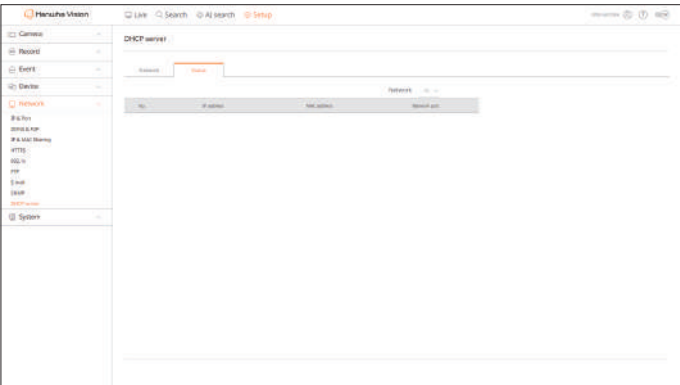 Hanwha Vision
Live Search AI search Setup
Camera
DHCP server
Record
Event
Network Status
Device
Network All
Network
No. IP address MAC address Network port
IP & Port
DDNS & P2P
IP & MAC filtering
HTTPS
802.1x
FTP
E-mail
SNMP
DHCP server
System